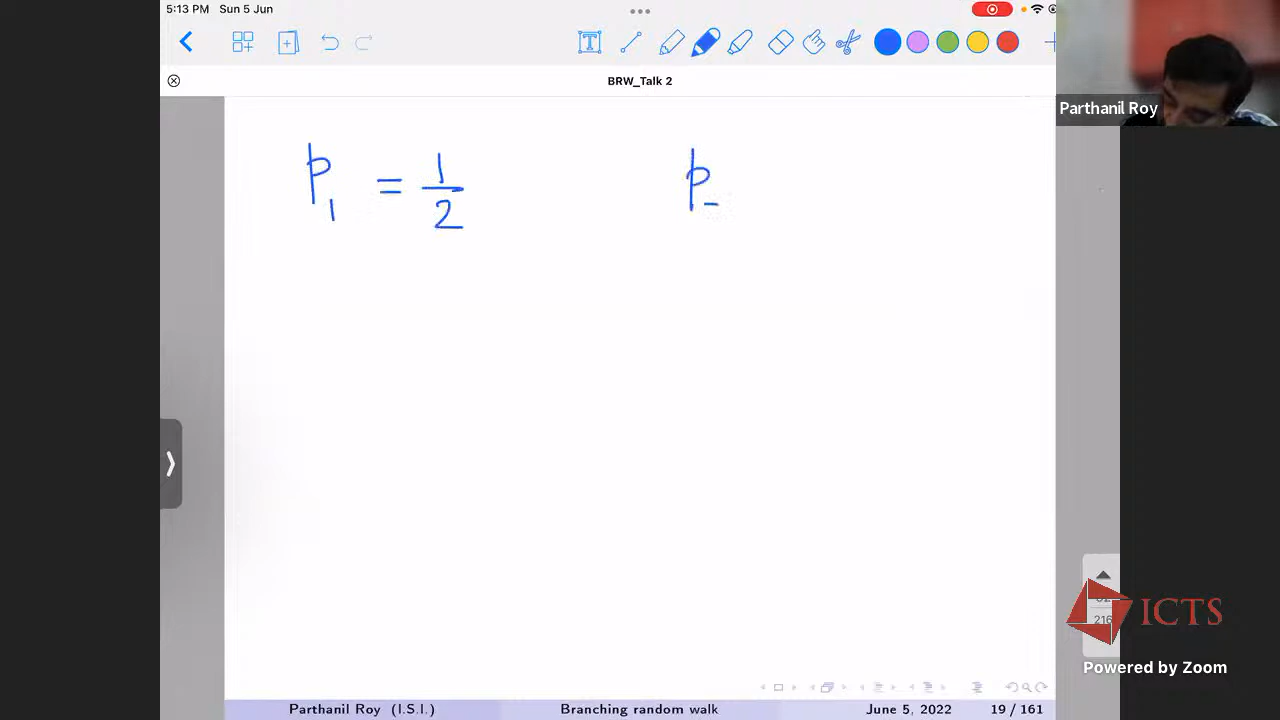 5:13 PM Sun 5 Jun
T
BRW_Talk 2
Parthanil Roy
p₁ = 1/2
p_
ICTS
Powered by Zoom
Parthanil Roy (I.S.I.) Branching random walk June 5, 2022 19 / 161